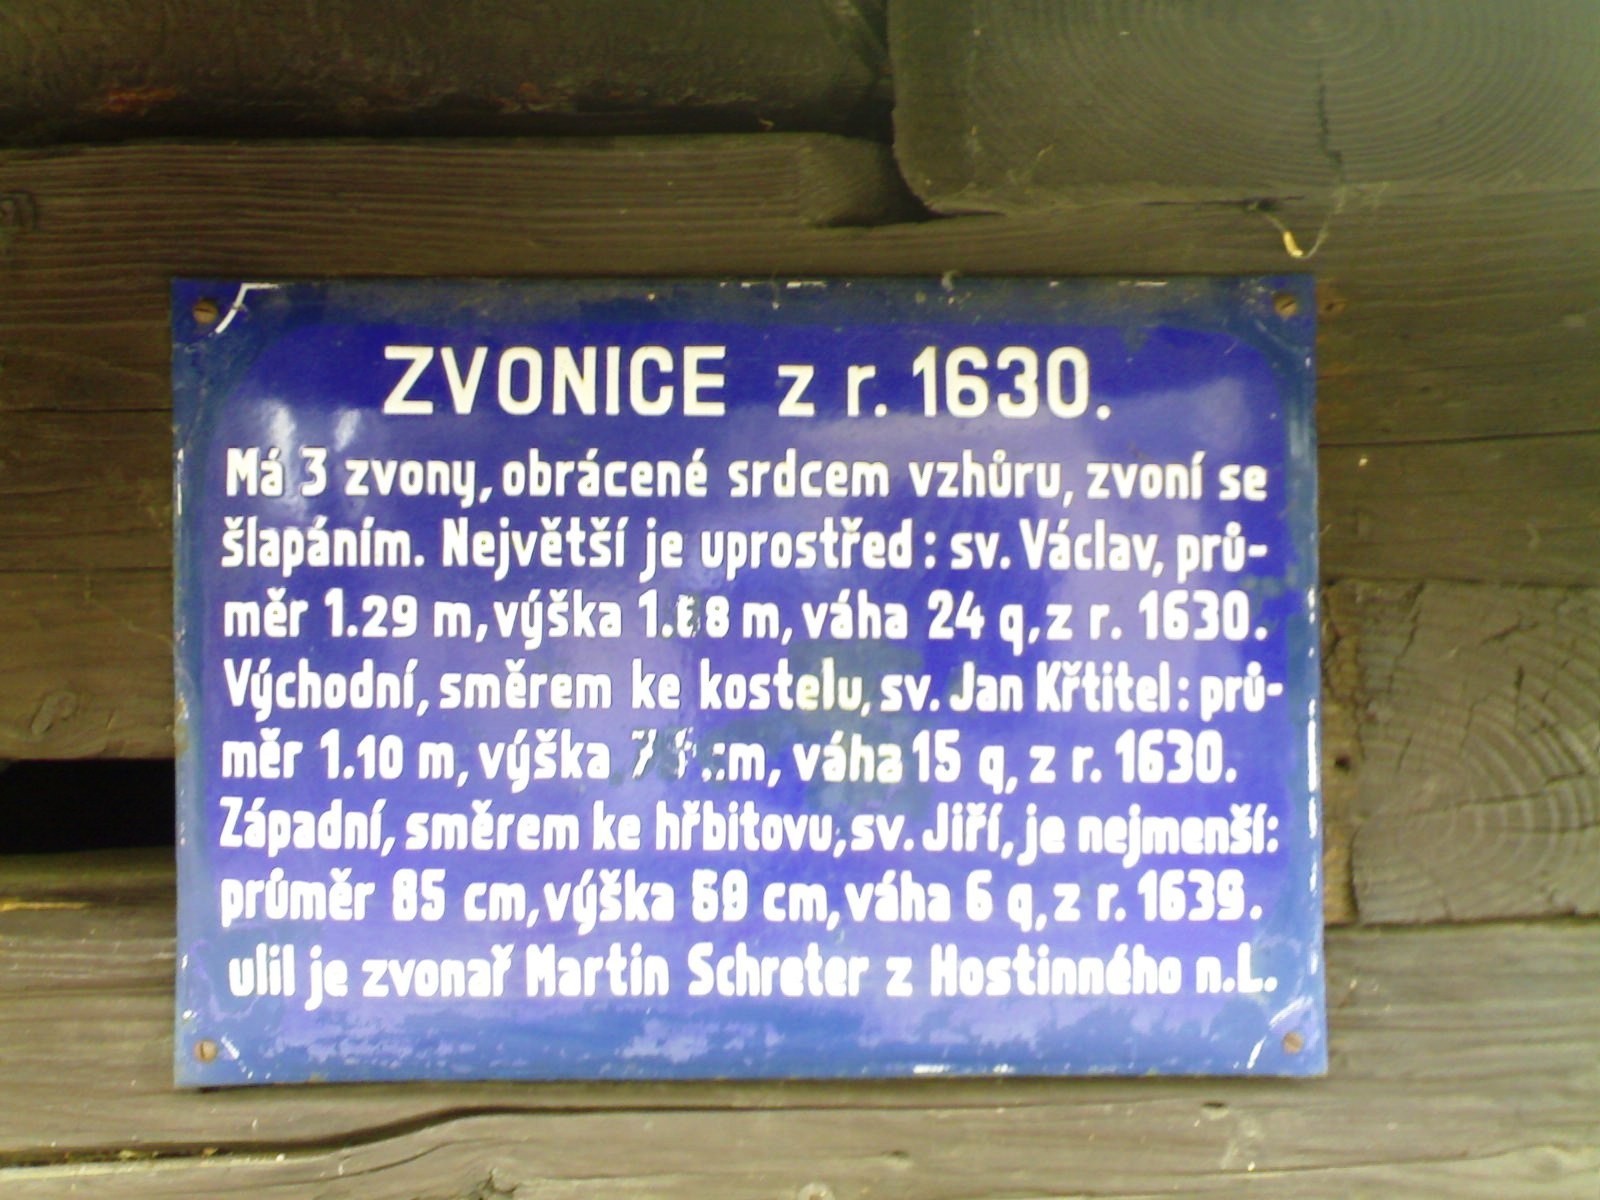 ZVONICE z r. 1630.
Má 3 zvony, obrácené srdcem vzhůru, zvoní se
šlapáním. Největší je uprostřed: sv. Václav, prů-
měr 1.29 m, výška m, váha 24 q, z r. 1630.
Východní, směrem ke kostelu, sv. Jan Křtitel: prů-
měr 1.10 m, výška cm, váha 15 q, z r. 1630.
Západní, směrem ke hřbitovu, sv. Jiří, je nejmenší:
průměr 85 cm, výška cm, váha 6 q, z r. 1639.
ulil je zvonař Martin Schreter z Hostinného n.L.